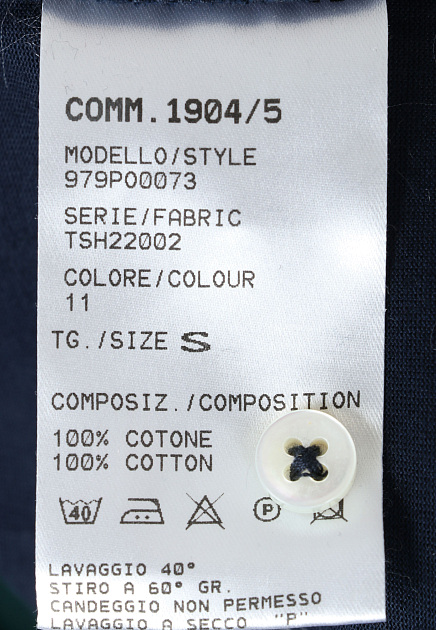 COMM.1904/5
MODELLO/STYLE
979P00073
SERIE/FABRIC
TSH22002
COLORE/COLOUR
11
TG./SIZE S
COMPOSIZ./COMPOSITION
100% COTONE
100% COTTON
40 P
LAVAGGIO 40°
STIRO A 60° GR.
CANDEGGIO NON PERMESSO
LAVAGGIO A SECCO "P"